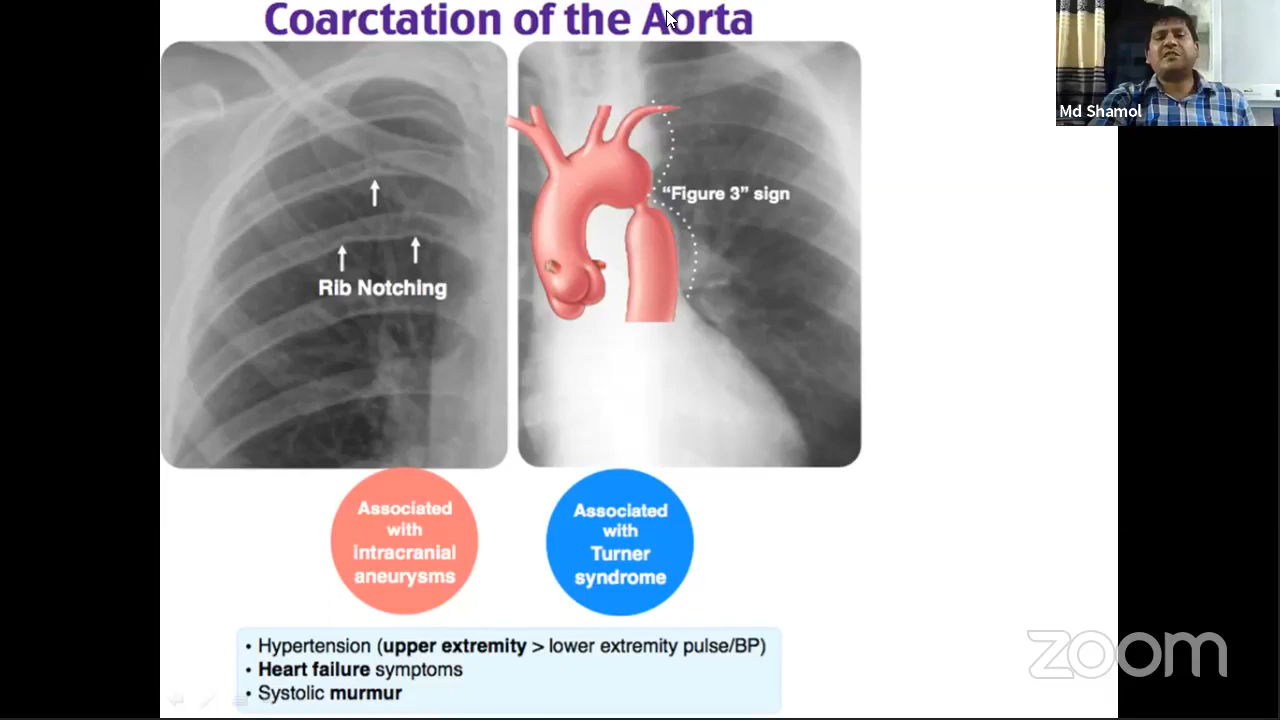 Coarctation of the Aorta
Md Shamol
"Figure 3" sign
Rib Notching
Associated
with
intracranial
aneurysms
Associated
with
Turner
syndrome
• Hypertension (upper extremity > lower extremity pulse/BP)
• Heart failure symptoms
• Systolic murmur
zoom